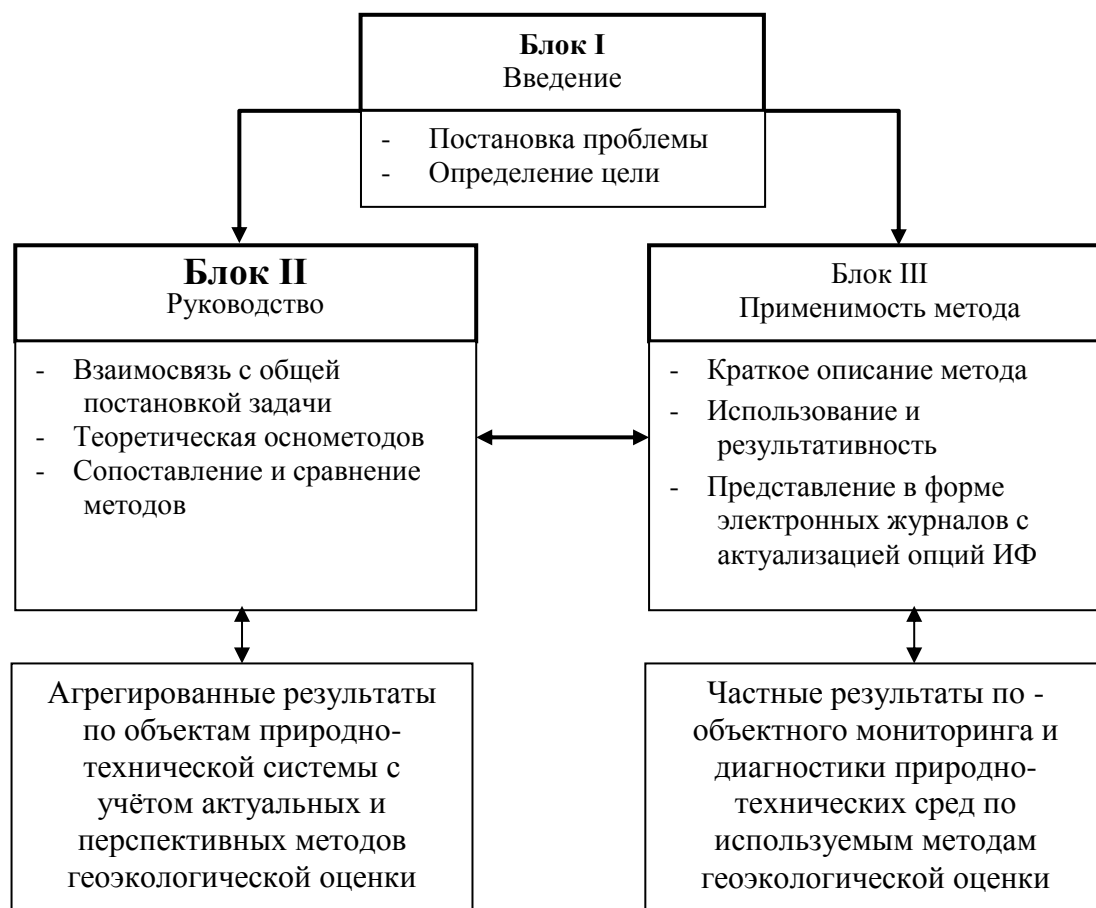 Блок I
Введение
- Постановка проблемы
- Определение цели
Блок II
Руководство
- Взаимосвязь с общей
постановкой задачи
- Теоретическая осно­методов
- Сопоставление и сравнение
методов
Блок III
Применимость метода
- Краткое описание метода
- Использование и
результативность
- Представление в форме
электронных журналов с
актуализацией опций ИФ
Агрегированные результаты
по объектам природно-
технической системы с
учётом актуальных и
перспективных методов
геоэкологической оценки
Частные результаты по -
объектного мониторинга и
диагностики природно-
технических сред по
используемым методам
геоэкологической оценки